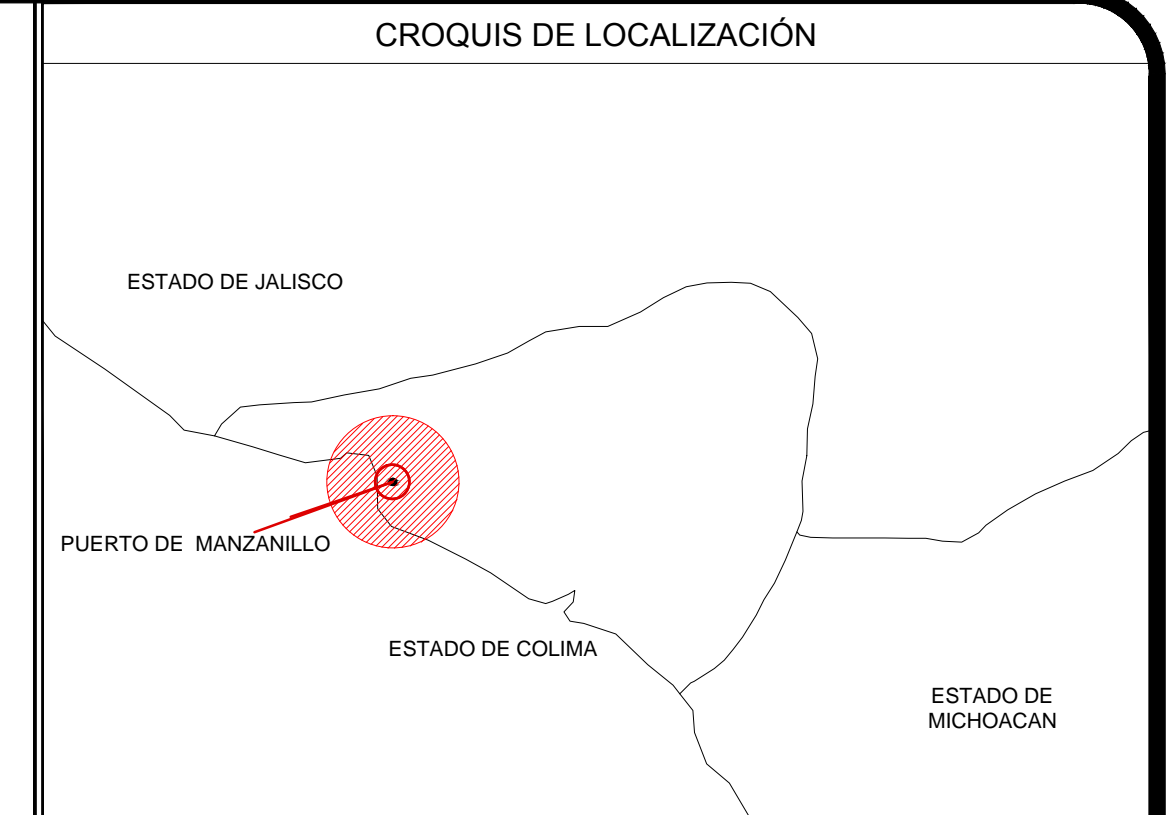 CROQUIS DE LOCALIZACIÓN
ESTADO DE JALISCO
PUERTO DE MANZANILLO
ESTADO DE COLIMA
ESTADO DE
MICHOACAN